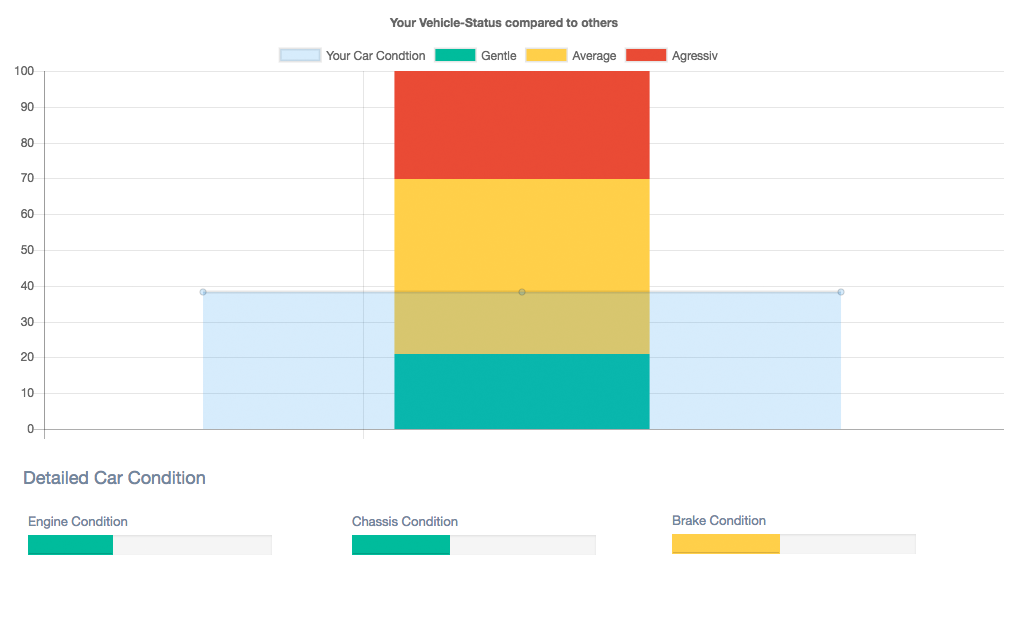 Your Vehicle-Status compared to others
Your Car Condtion Gentle Average Agressiv
100
90
80
70
60
50
40
30
20
10
0
Detailed Car Condition
Engine Condition Chassis Condition Brake Condition